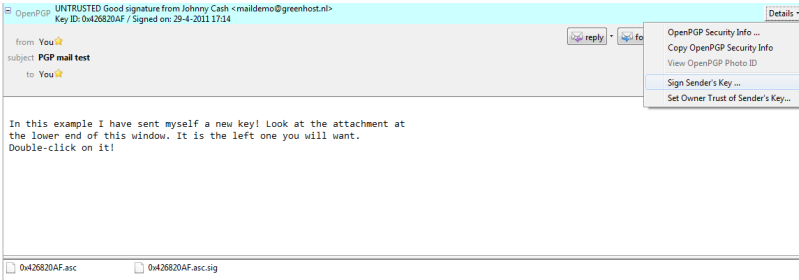 OpenPGP UNTRUSTED Good signature from Johnny Cash <maildemo@greenhost.nl>
Key ID: 0x426820AF / Signed on: 29-4-2011 17:14
Details
from You
subject PGP mail test
to You
reply
fo
OpenPGP Security Info ...
Copy OpenPGP Security Info
View OpenPGP Photo ID
Sign Sender's Key ...
Set Owner Trust of Sender's Key...
In this example I have sent myself a new key! Look at the attachment at
the lower end of this window. It is the left one you will want.
Double-click on it!
0x426820AF.asc
0x426820AF.asc.sig